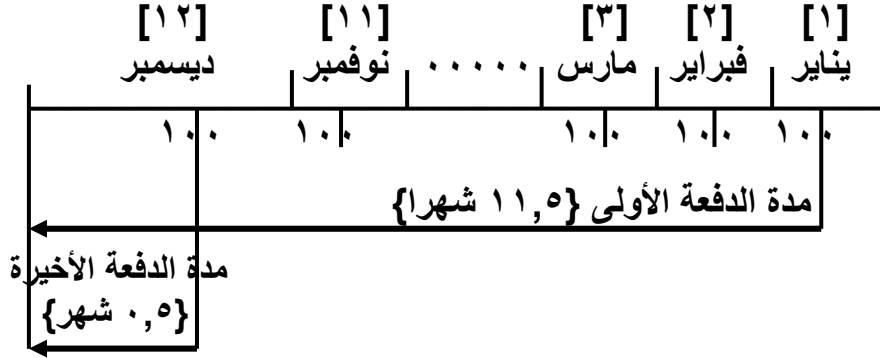 [١] [٢] [٣] [١١] [١٢]
يناير فبراير مارس ..... نوفمبر ديسمبر
١٠٠ ١٠٠ ١٠٠ ١٠٠ ١٠٠
مدة الدفعة الأولى {١١,٥ شهرا}
مدة الدفعة الأخيرة
{٠,٥ شهر}